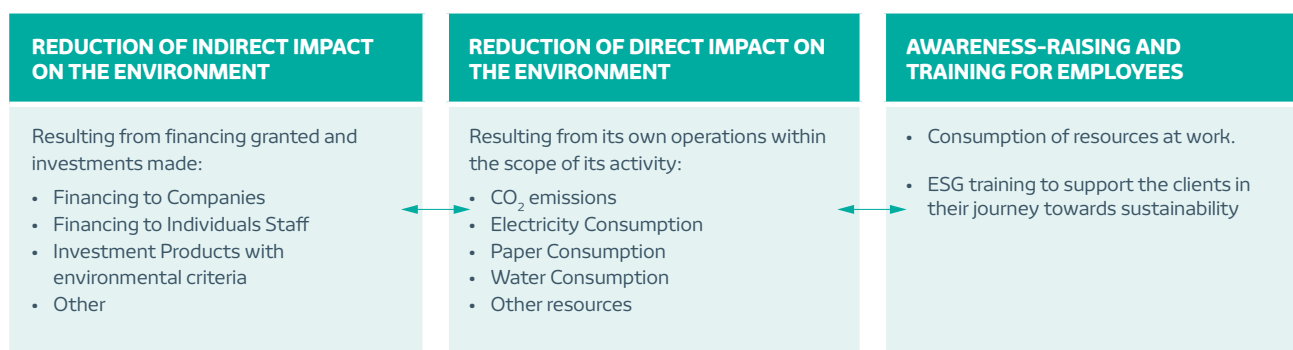 REDUCTION OF INDIRECT IMPACT
ON THE ENVIRONMENT
Resulting from financing granted and
investments made:
• Financing to Companies
• Financing to Individuals Staff
• Investment Products with
environmental criteria
• Other
REDUCTION OF DIRECT IMPACT ON
THE ENVIRONMENT
Resulting from its own operations within
the scope of its activity:
• CO₂ emissions
• Electricity Consumption
• Paper Consumption
• Water Consumption
• Other resources
AWARENESS-RAISING AND
TRAINING FOR EMPLOYEES
• Consumption of resources at work.
• ESG training to support the clients in
their journey towards sustainability